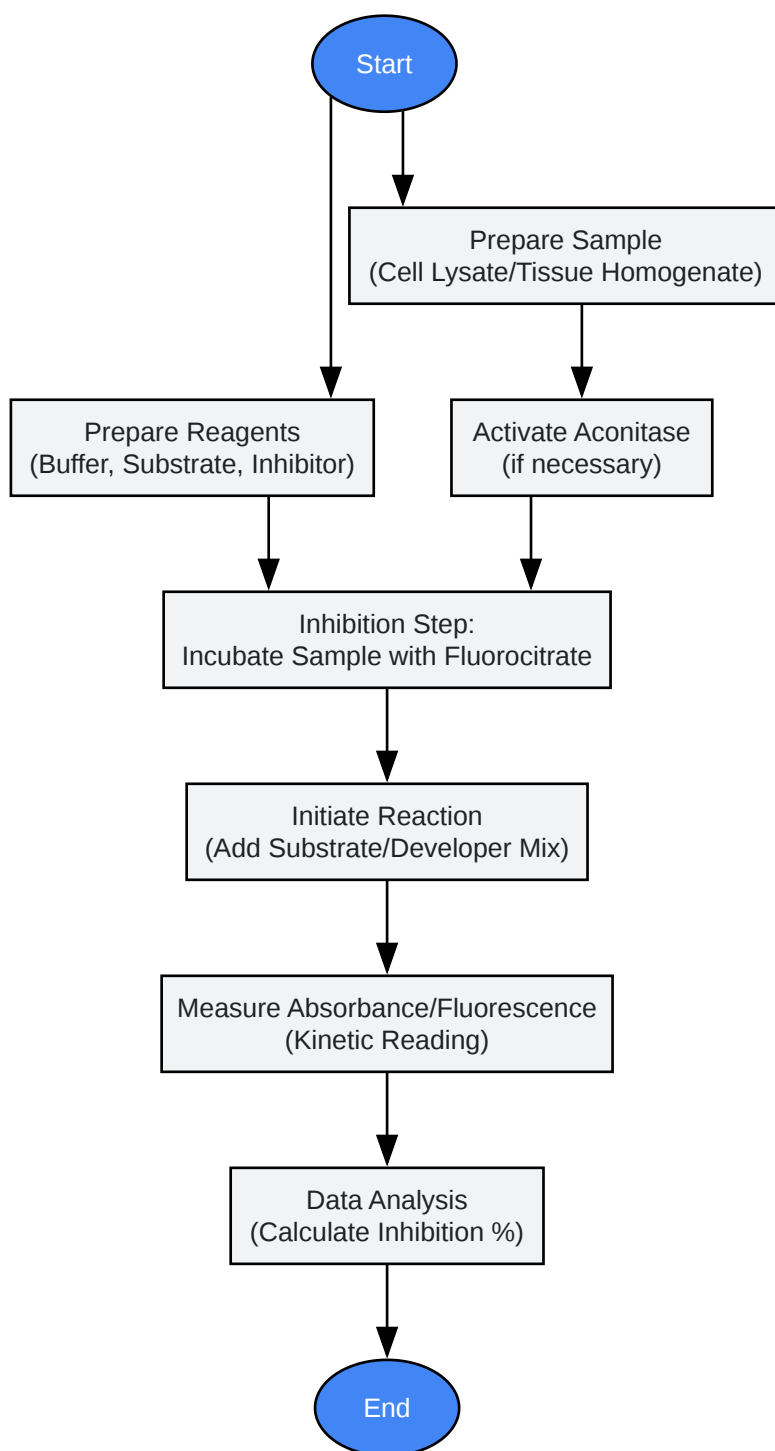 Start
Prepare Sample
(Cell Lysate/Tissue Homogenate)
Prepare Reagents
(Buffer, Substrate, Inhibitor)
Activate Aconitase
(if necessary)
Inhibition Step:
Incubate Sample with Fluorocitrate
Initiate Reaction
(Add Substrate/Developer Mix)
Measure Absorbance/Fluorescence
(Kinetic Reading)
Data Analysis
(Calculate Inhibition %)
End